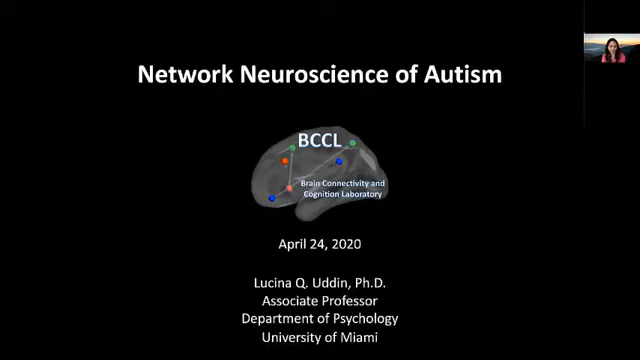 Network Neuroscience of Autism
BCCL
Brain Connectivity and
Cognition Laboratory
April 24, 2020
Lucina Q. Uddin, Ph.D.
Associate Professor
Department of Psychology
University of Miami